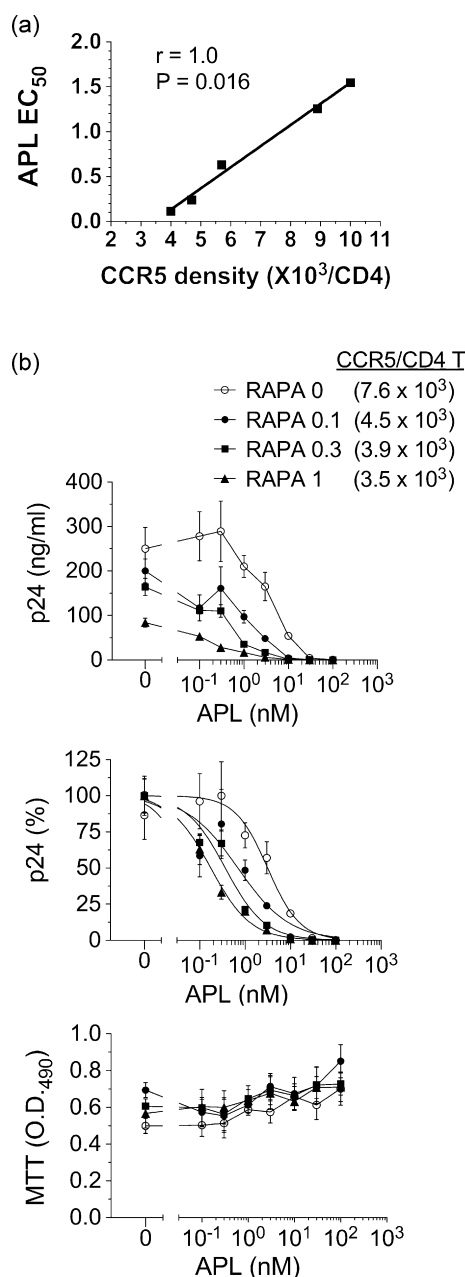 (a)
r = 1.0
P = 0.016
APL EC50
2.0
1.5
1.0
0.5
0.0
2 3 4 5 6 7 8 9 10 11
CCR5 density (X10³/CD4)
(b)
CCR5/CD4 T
RAPA 0 (7.6 x 10³)
RAPA 0.1 (4.5 x 10³)
RAPA 0.3 (3.9 x 10³)
RAPA 1 (3.5 x 10³)
p24 (ng/ml)
400
300
200
100
0
0 10⁻¹ 10⁰ 10¹ 10² 10³
APL (nM)
p24 (%)
125
100
75
50
25
0
0 10⁻¹ 10⁰ 10¹ 10² 10³
APL (nM)
MTT (O.D.490)
1.0
0.8
0.6
0.4
0.2
0.0
0 10⁻¹ 10⁰ 10¹ 10² 10³
APL (nM)